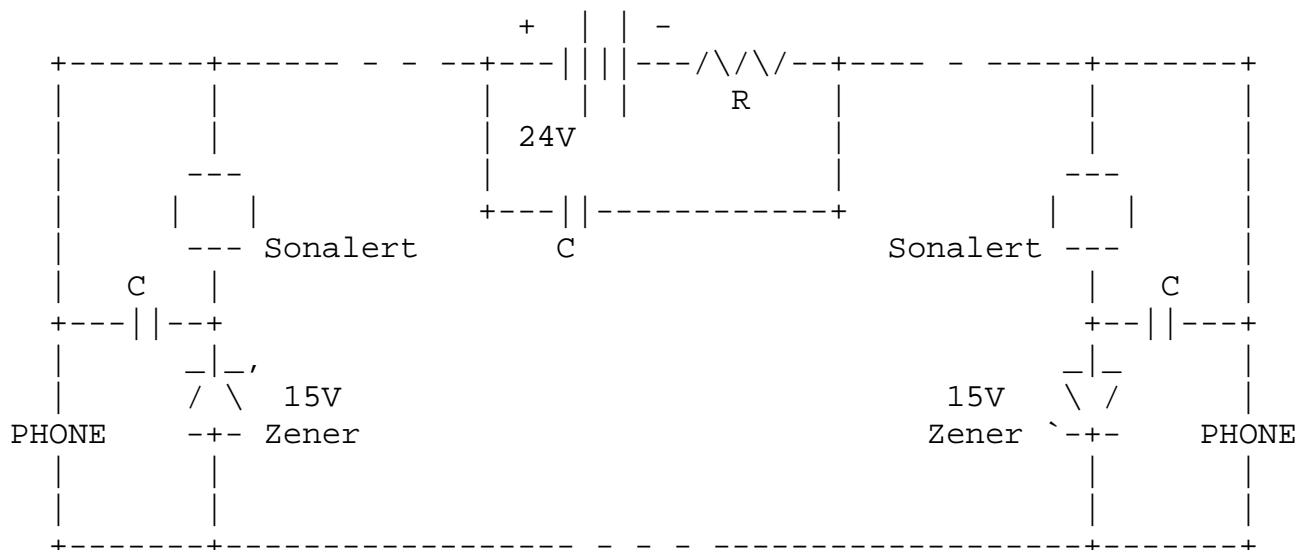 + -
R
24V
Sonalert C Sonalert
C C
15V 15V
PHONE Zener Zener PHONE